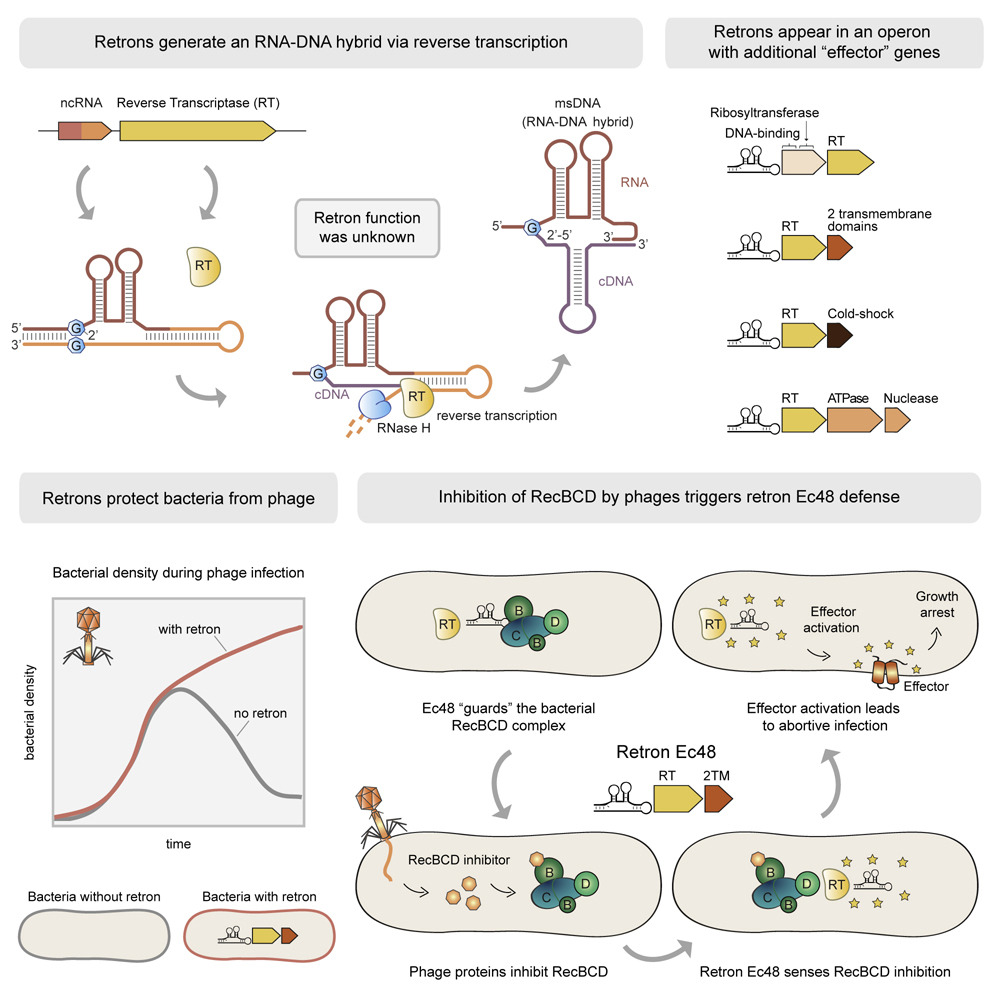 Retrons generate an RNA-DNA hybrid via reverse transcription
ncRNA
Reverse Transcriptase (RT)
msDNA
(RNA-DNA hybrid)
RNA
Retron function
was unknown
5'
G
2'-5'
3'
3'
cDNA
RT
5'
3'
G
2'
G
G
cDNA
RT
RNase H
reverse transcription
Retrons appear in an operon
with additional “effector” genes
Ribosyltransferase
DNA-binding
RT
RT
2 transmembrane
domains
RT
Cold-shock
RT
ATPase
Nuclease
Retrons protect bacteria from phage
Bacterial density during phage infection
with retron
no retron
bacterial density
time
Bacteria without retron
Bacteria with retron
Inhibition of RecBCD by phages triggers retron Ec48 defense
RT
B
C
D
B
Ec48 “guards” the bacterial
RecBCD complex
RT
Effector
activation
Growth
arrest
Effector
Effector activation leads
to abortive infection
Retron Ec48
RT
2TM
RecBCD inhibitor
B
C
D
B
Phage proteins inhibit RecBCD
B
C
D
B
RT
Retron Ec48 senses RecBCD inhibition